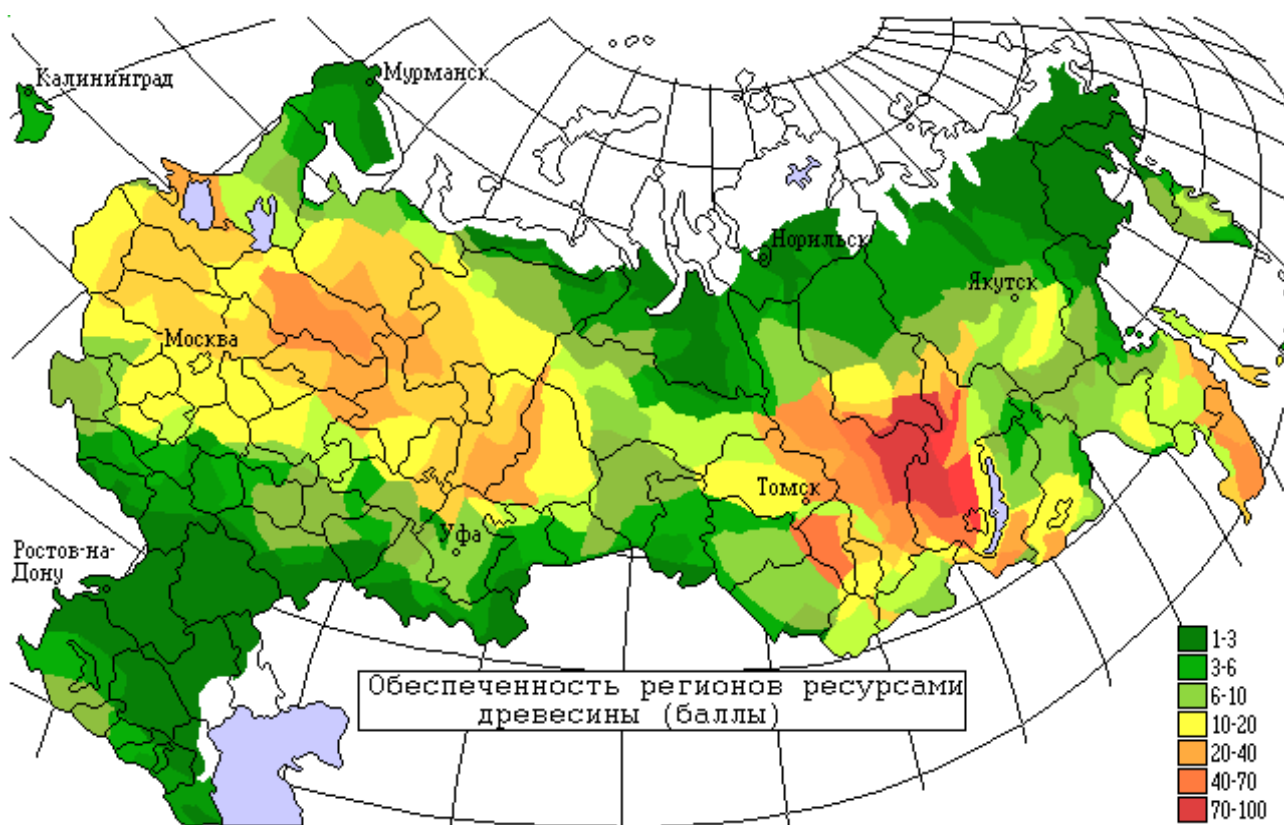 Калининград
Мурманск
Норильск
Якутск
Москва
Томск
Уфа
Ростов-на-
Дону
Обеспеченность регионов ресурсами
древесины (баллы)
1-3
3-6
6-10
10-20
20-40
40-70
70-100